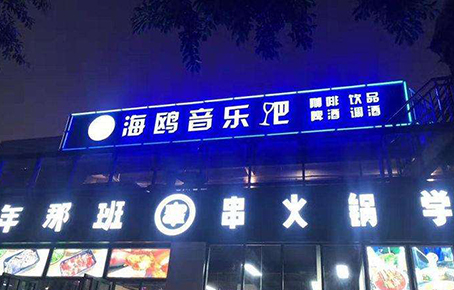 海鸥音乐吧
咖啡 饮品
啤酒 调酒
年那班 串火锅学